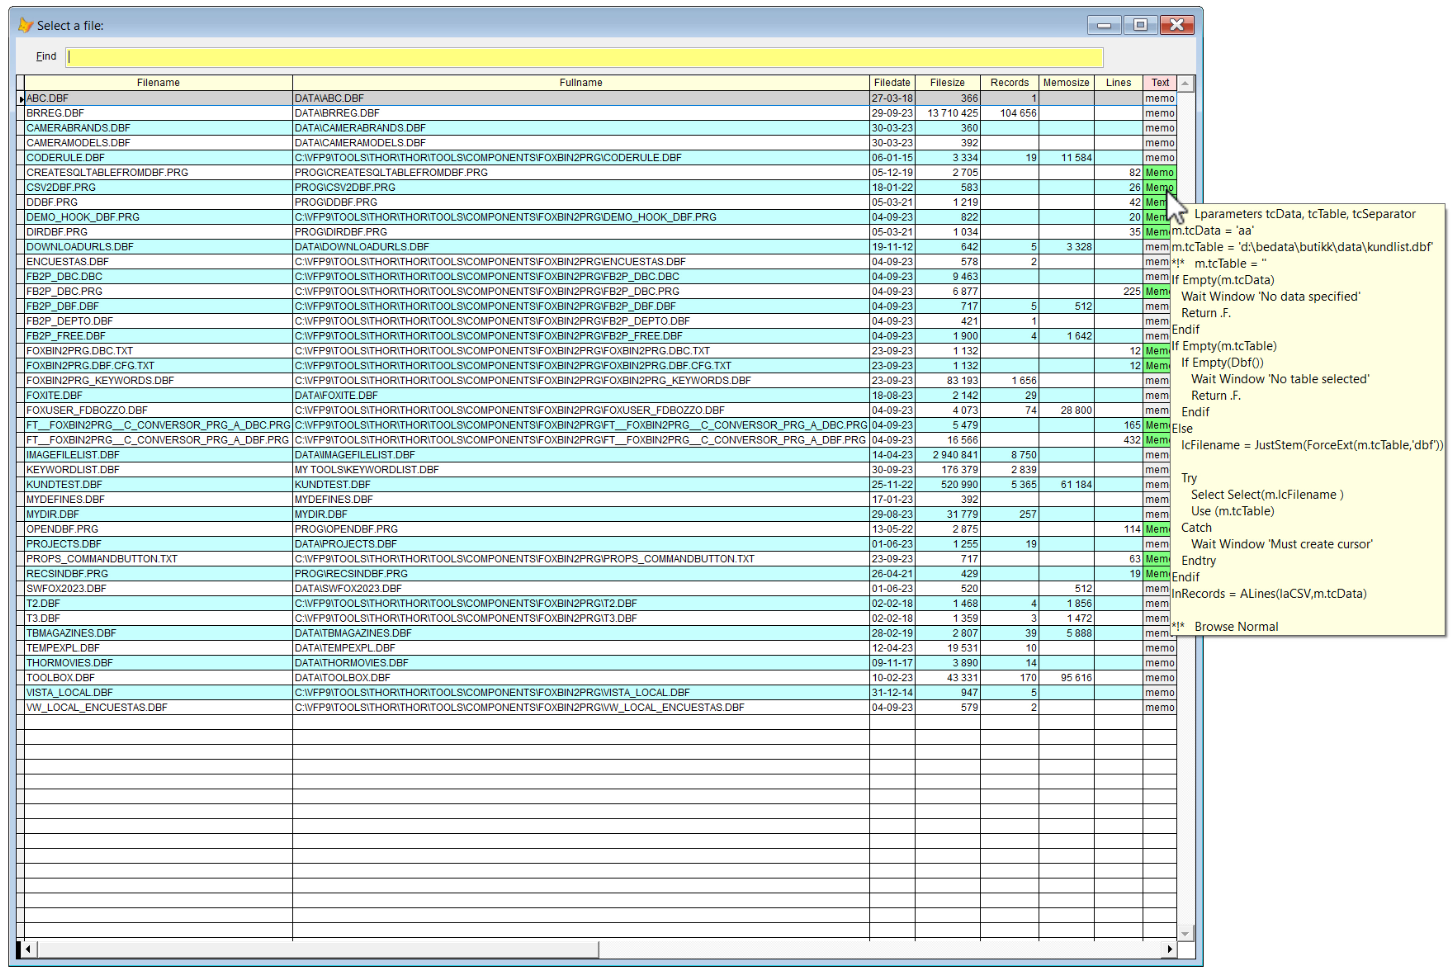 Select a file:
Find
Filename Fullname Filedate Filesize Records Memosize Lines Text
ABC.DBF DATA\ABC.DBF 27-03-18 366 1 memo
BRREG.DBF DATA\BRREG.DBF 29-09-23 13 710 425 104 656 memo
CAMERABRANDS.DBF DATA\CAMERABRANDS.DBF 30-03-23 360 memo
CAMERAMODELS.DBF DATA\CAMERAMODELS.DBF 30-03-23 392 memo
CODERULE.DBF C:\VFP9\TOOLS\THOR\THOR\TOOLS\COMPONENTS\FOXBIN2PRG\CODERULE.DBF 06-01-15 3 334 19 11 584 memo
CREATESQLTABLEFROMDBF.PRG PROG\CREATESQLTABLEFROMDBF.PRG 05-12-19 2 705 82 Memo
CSV2DBF.PRG PROG\CSV2DBF.PRG 18-01-22 583 26 Memo
DDBF.PRG PROG\DDBF.PRG 05-03-21 1 219 42 Mem
DEMO_HOOK_DBF.PRG C:\VFP9\TOOLS\THOR\THOR\TOOLS\COMPONENTS\FOXBIN2PRG\DEMO_HOOK_DBF.PRG 04-09-23 822 20 Mem
DIRDBF.PRG PROG\DIRDBF.PRG 05-03-21 1 034 35 Mem
DOWNLOADURLS.DBF DATA\DOWNLOADURLS.DBF 19-11-12 642 5 3 328 mem
ENCUESTAS.DBF C:\VFP9\TOOLS\THOR\THOR\TOOLS\COMPONENTS\FOXBIN2PRG\ENCUESTAS.DBF 04-09-23 578 2 mem
FB2P_DBC.DBC C:\VFP9\TOOLS\THOR\THOR\TOOLS\COMPONENTS\FOXBIN2PRG\FB2P_DBC.DBC 04-09-23 9 463 mem
FB2P_DBC.PRG C:\VFP9\TOOLS\THOR\THOR\TOOLS\COMPONENTS\FOXBIN2PRG\FB2P_DBC.PRG 04-09-23 6 877 225 Mem
FB2P_DBF.DBF C:\VFP9\TOOLS\THOR\THOR\TOOLS\COMPONENTS\FOXBIN2PRG\FB2P_DBF.DBF 04-09-23 717 5 512 mem
FB2P_DEPTO.DBF C:\VFP9\TOOLS\THOR\THOR\TOOLS\COMPONENTS\FOXBIN2PRG\FB2P_DEPTO.DBF 04-09-23 421 1 mem
FB2P_FREE.DBF C:\VFP9\TOOLS\THOR\THOR\TOOLS\COMPONENTS\FOXBIN2PRG\FB2P_FREE.DBF 04-09-23 1 900 4 1 642 mem
FOXBIN2PRG.DBC.TXT C:\VFP9\TOOLS\THOR\THOR\TOOLS\COMPONENTS\FOXBIN2PRG\FOXBIN2PRG.DBC.TXT 23-09-23 1 132 12 Mem
FOXBIN2PRG.DBF.CFG.TXT C:\VFP9\TOOLS\THOR\THOR\TOOLS\COMPONENTS\FOXBIN2PRG\FOXBIN2PRG.DBF.CFG.TXT 23-09-23 1 132 12 Mem
FOXBIN2PRG_KEYWORDS.DBF C:\VFP9\TOOLS\THOR\THOR\TOOLS\COMPONENTS\FOXBIN2PRG\FOXBIN2PRG_KEYWORDS.DBF 23-09-23 83 193 1 656 mem
FOXITE.DBF DATA\FOXITE.DBF 18-08-23 2 142 29 mem
FOXUSER_FDBOZZO.DBF C:\VFP9\TOOLS\THOR\THOR\TOOLS\COMPONENTS\FOXBIN2PRG\FOXUSER_FDBOZZO.DBF 04-09-23 4 073 74 28 800 mem
FT__FOXBIN2PRG__C_CONVERSOR_PRG_A_DBC.PRG C:\VFP9\TOOLS\THOR\THOR\TOOLS\COMPONENTS\FOXBIN2PRG\FT__FOXBIN2PRG__C_CONVERSOR_PRG_A_DBC.PRG 04-09-23 5 479 165 Mem
FT__FOXBIN2PRG__C_CONVERSOR_PRG_A_DBF.PRG C:\VFP9\TOOLS\THOR\THOR\TOOLS\COMPONENTS\FOXBIN2PRG\FT__FOXBIN2PRG__C_CONVERSOR_PRG_A_DBF.PRG 04-09-23 16 566 432 Mem
IMAGEFILELIST.DBF DATA\IMAGEFILELIST.DBF 14-04-23 2 940 841 8 750 mem
KEYWORDLIST.DBF MY TOOLS\KEYWORDLIST.DBF 30-09-23 176 379 2 839 mem
KUNDTEST.DBF KUNDTEST.DBF 25-11-22 520 990 5 365 61 184 mem
MYDEFINES.DBF MYDEFINES.DBF 17-01-23 392 mem
MYDIR.DBF MYDIR.DBF 29-08-23 31 779 257 mem
OPENDBF.PRG PROG\OPENDBF.PRG 13-05-22 2 875 114 Mem
PROJECTS.DBF DATA\PROJECTS.DBF 01-06-23 1 255 19 mem
PROPS_COMMANDBUTTON.TXT C:\VFP9\TOOLS\THOR\THOR\TOOLS\COMPONENTS\FOXBIN2PRG\PROPS_COMMANDBUTTON.TXT 23-09-23 717 63 Mem
RECSINDBF.PRG PROG\RECSINDBF.PRG 26-04-21 429 19 Mem
SWFOX2023.DBF DATA\SWFOX2023.DBF 01-06-23 520 512 mem
T2.DBF C:\VFP9\TOOLS\THOR\THOR\TOOLS\COMPONENTS\FOXBIN2PRG\T2.DBF 02-02-18 1 468 4 1 856 mem
T3.DBF C:\VFP9\TOOLS\THOR\THOR\TOOLS\COMPONENTS\FOXBIN2PRG\T3.DBF 02-02-18 1 359 3 1 472 mem
TBMAGAZINES.DBF DATA\TBMAGAZINES.DBF 28-02-19 2 807 39 5 888 memo
TEMPEXPL.DBF DATA\TEMPEXPL.DBF 12-04-23 19 531 10 memo
THORMOVIES.DBF DATA\THORMOVIES.DBF 09-11-17 3 890 14 memo
TOOLBOX.DBF DATA\TOOLBOX.DBF 10-02-23 43 331 170 95 616 memo
VISTA_LOCAL.DBF C:\VFP9\TOOLS\THOR\THOR\TOOLS\COMPONENTS\FOXBIN2PRG\VISTA_LOCAL.DBF 31-12-14 947 5 memo
VW_LOCAL_ENCUESTAS.DBF C:\VFP9\TOOLS\THOR\THOR\TOOLS\COMPONENTS\FOXBIN2PRG\VW_LOCAL_ENCUESTAS.DBF 04-09-23 579 2 memo
Lparameters tcData, tcTable, tcSeparator
m.tcData = 'aa'
m.tcTable = 'd:\bedata\butikk\data\kundlist.dbf'
*!* m.tcTable = ''
If Empty(m.tcData)
Wait Window 'No data specified'
Return .F.
Endif
If Empty(m.tcTable)
If Empty(Dbf())
Wait Window 'No table selected'
Return .F.
Endif
Else
lcFilename = JustStem(ForceExt(m.tcTable,'dbf'))
Try
Select Select(m.lcFilename )
Use (m.tcTable)
Catch
Wait Window 'Must create cursor'
Endtry
Endif
lnRecords = ALines(laCSV,m.tcData)
*!* Browse Normal